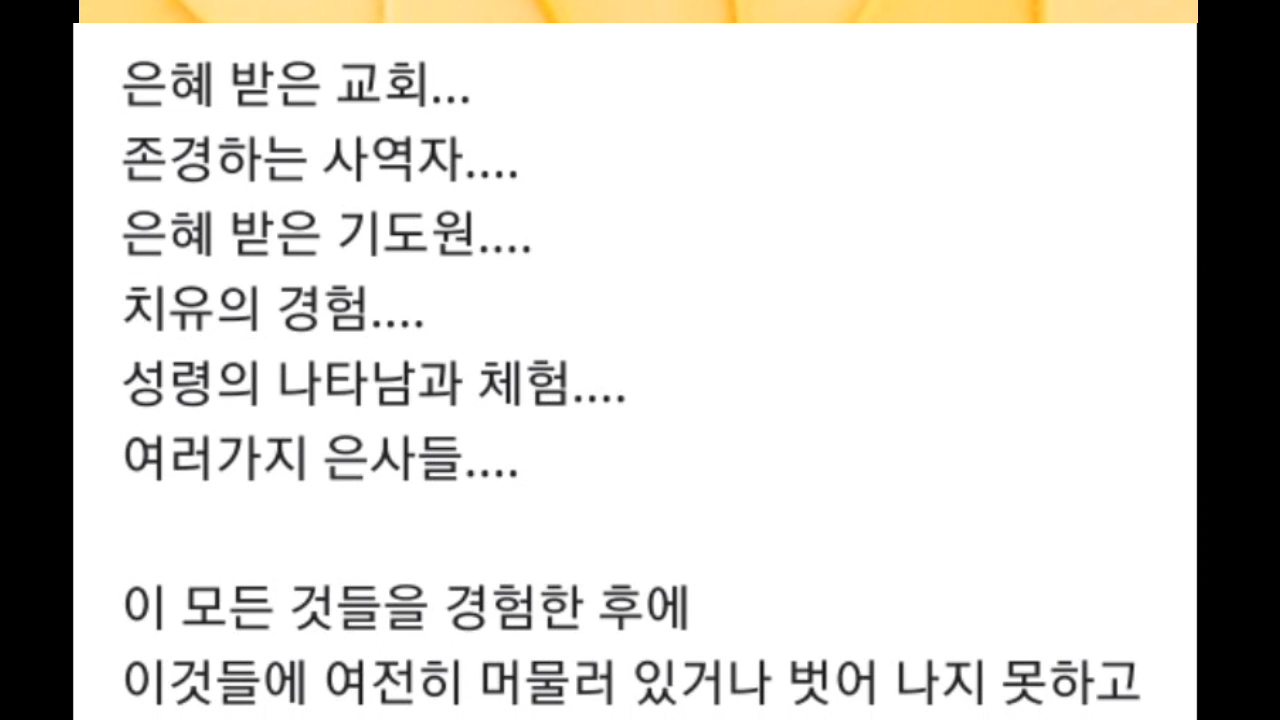 은혜 받은 교회...
존경하는 사역자....
은혜 받은 기도원....
치유의 경험....
성령의 나타남과 체험....
여러가지 은사들....
이 모든 것들을 경험한 후에
이것들에 여전히 머물러 있거나 벗어 나지 못하고